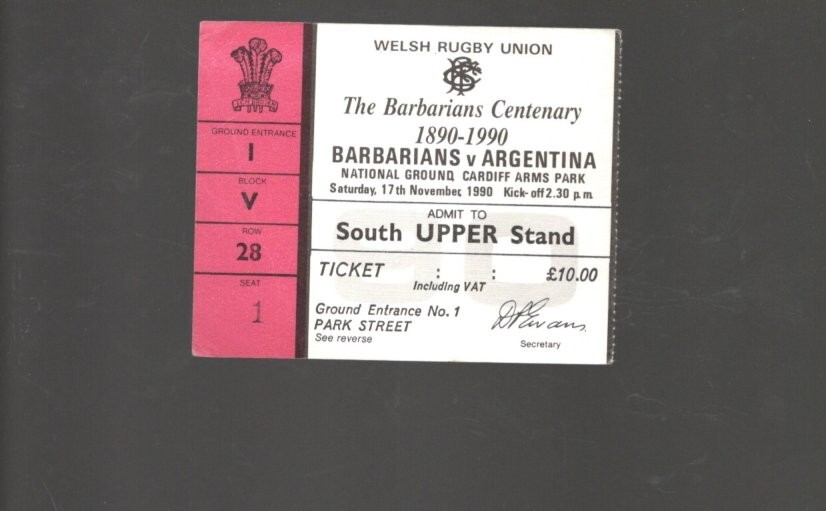 GROUND ENTRANCE
I
BLOCK
V
ROW
28
SEAT
1
WELSH RUGBY UNION
The Barbarians Centenary
1890-1990
BARBARIANS v ARGENTINA
NATIONAL GROUND, CARDIFF ARMS PARK
Saturday, 17th November, 1990 Kick-off 2.30 p.m.
ADMIT TO
South UPPER Stand
TICKET : : £10.00
Including VAT
Ground Entrance No. 1
PARK STREET
See reverse
Secretary